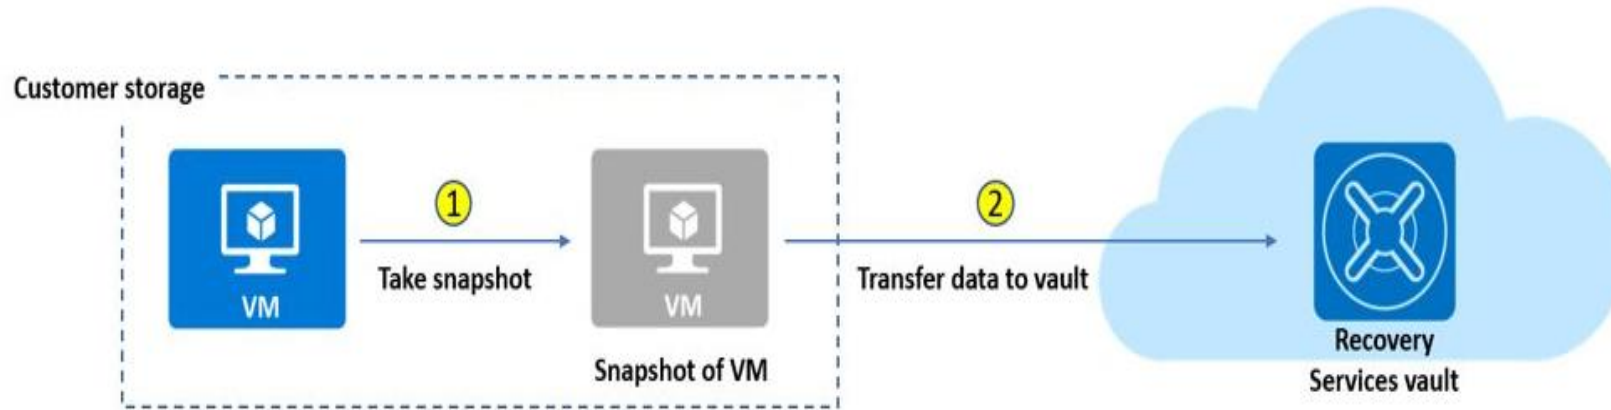 Customer storage
1
2
Take snapshot
Transfer data to vault
VM
VM
Snapshot of VM
Recovery
Services vault